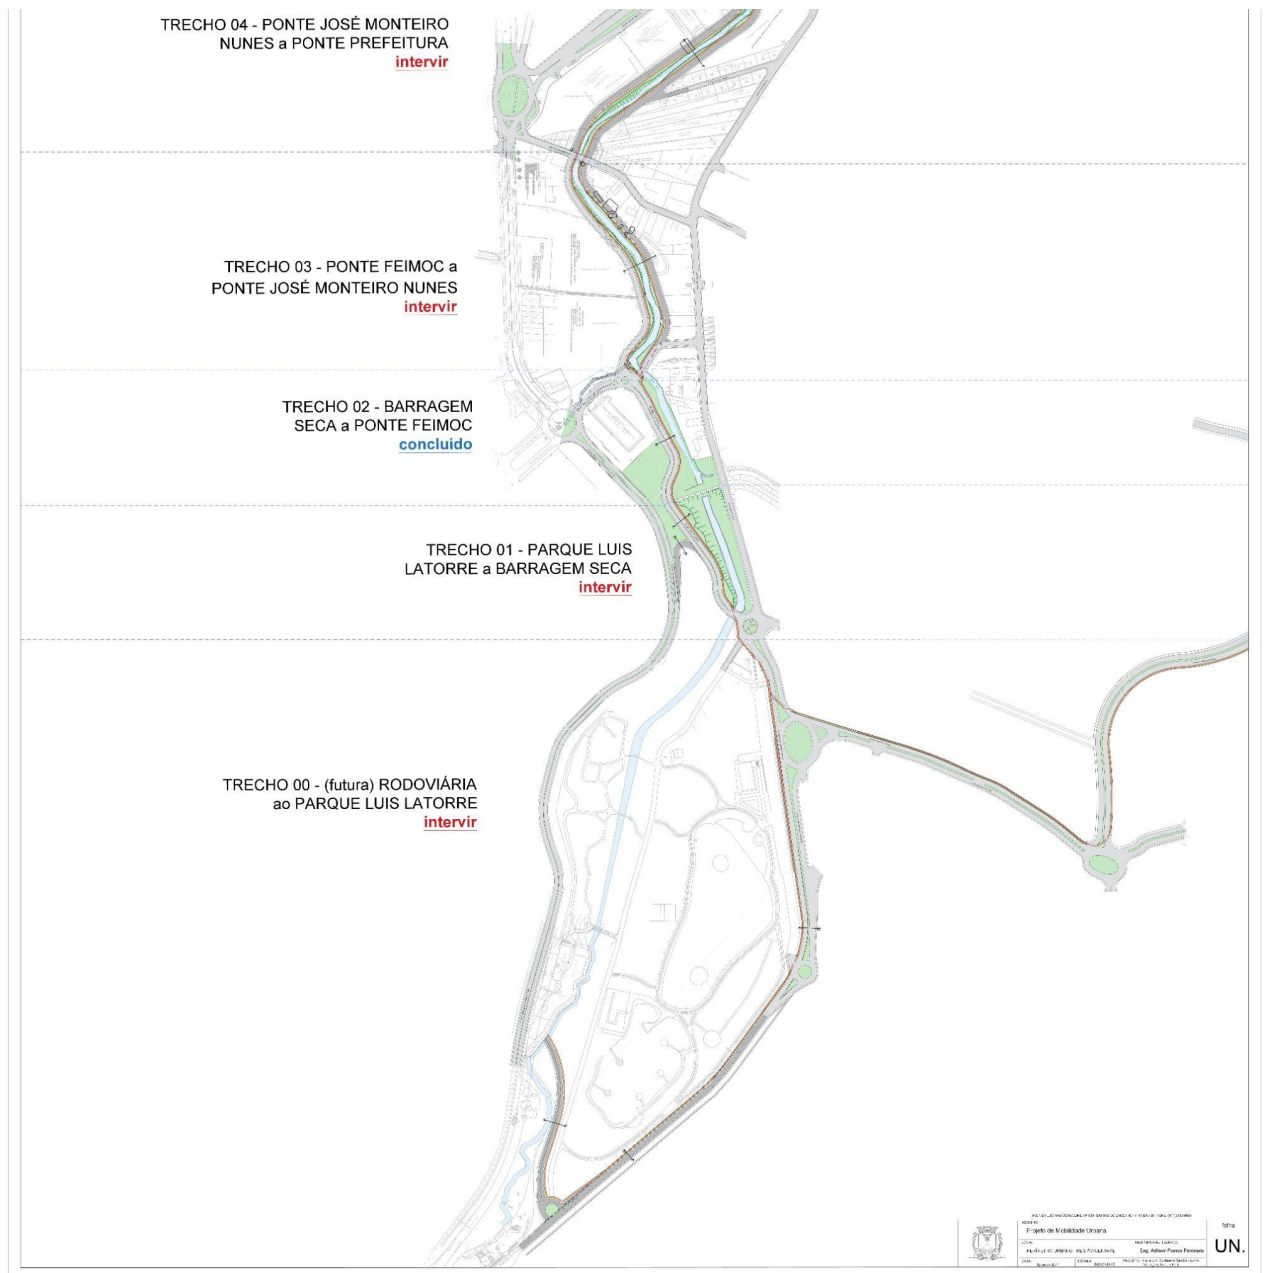 TRECHO 04 - PONTE JOSÉ MONTEIRO
NUNES a PONTE PREFEITURA
intervir
TRECHO 03 - PONTE FEIMOC a
PONTE JOSÉ MONTEIRO NUNES
intervir
TRECHO 02 - BARRAGEM
SECA a PONTE FEIMOC
concluido
TRECHO 01 - PARQUE LUIS
LATORRE a BARRAGEM SECA
intervir
TRECHO 00 - (futura) RODOVIÁRIA
ao PARQUE LUIS LATORRE
intervir
Projeto de Mobilidade Urbana
folha
UN.